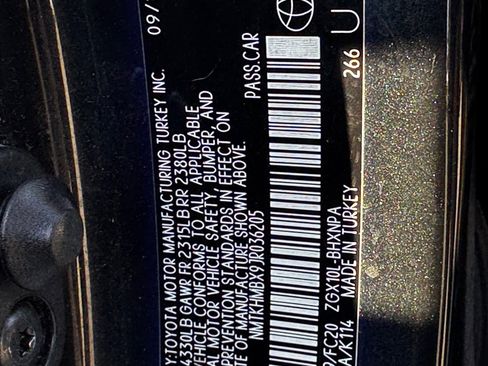 Y:TOYOTA MOTOR MANUFACTURING TURKEY INC. 09/
4330LB GAWR FR 2315LB RR 2380LB
VEHICLE CONFORMS TO ALL APPLICABLE
AL MOTOR VEHICLE SAFETY, BUMPER, AND
PREVENTION STANDARDS IN EFFECT ON
OF MANUFACTURE SHOWN ABOVE.
NMTKHMBX9JR036205 PASS.CAR
/FC20 ZGX10L-BHXNPA
A/K114 MADE IN TURKEY 266 U